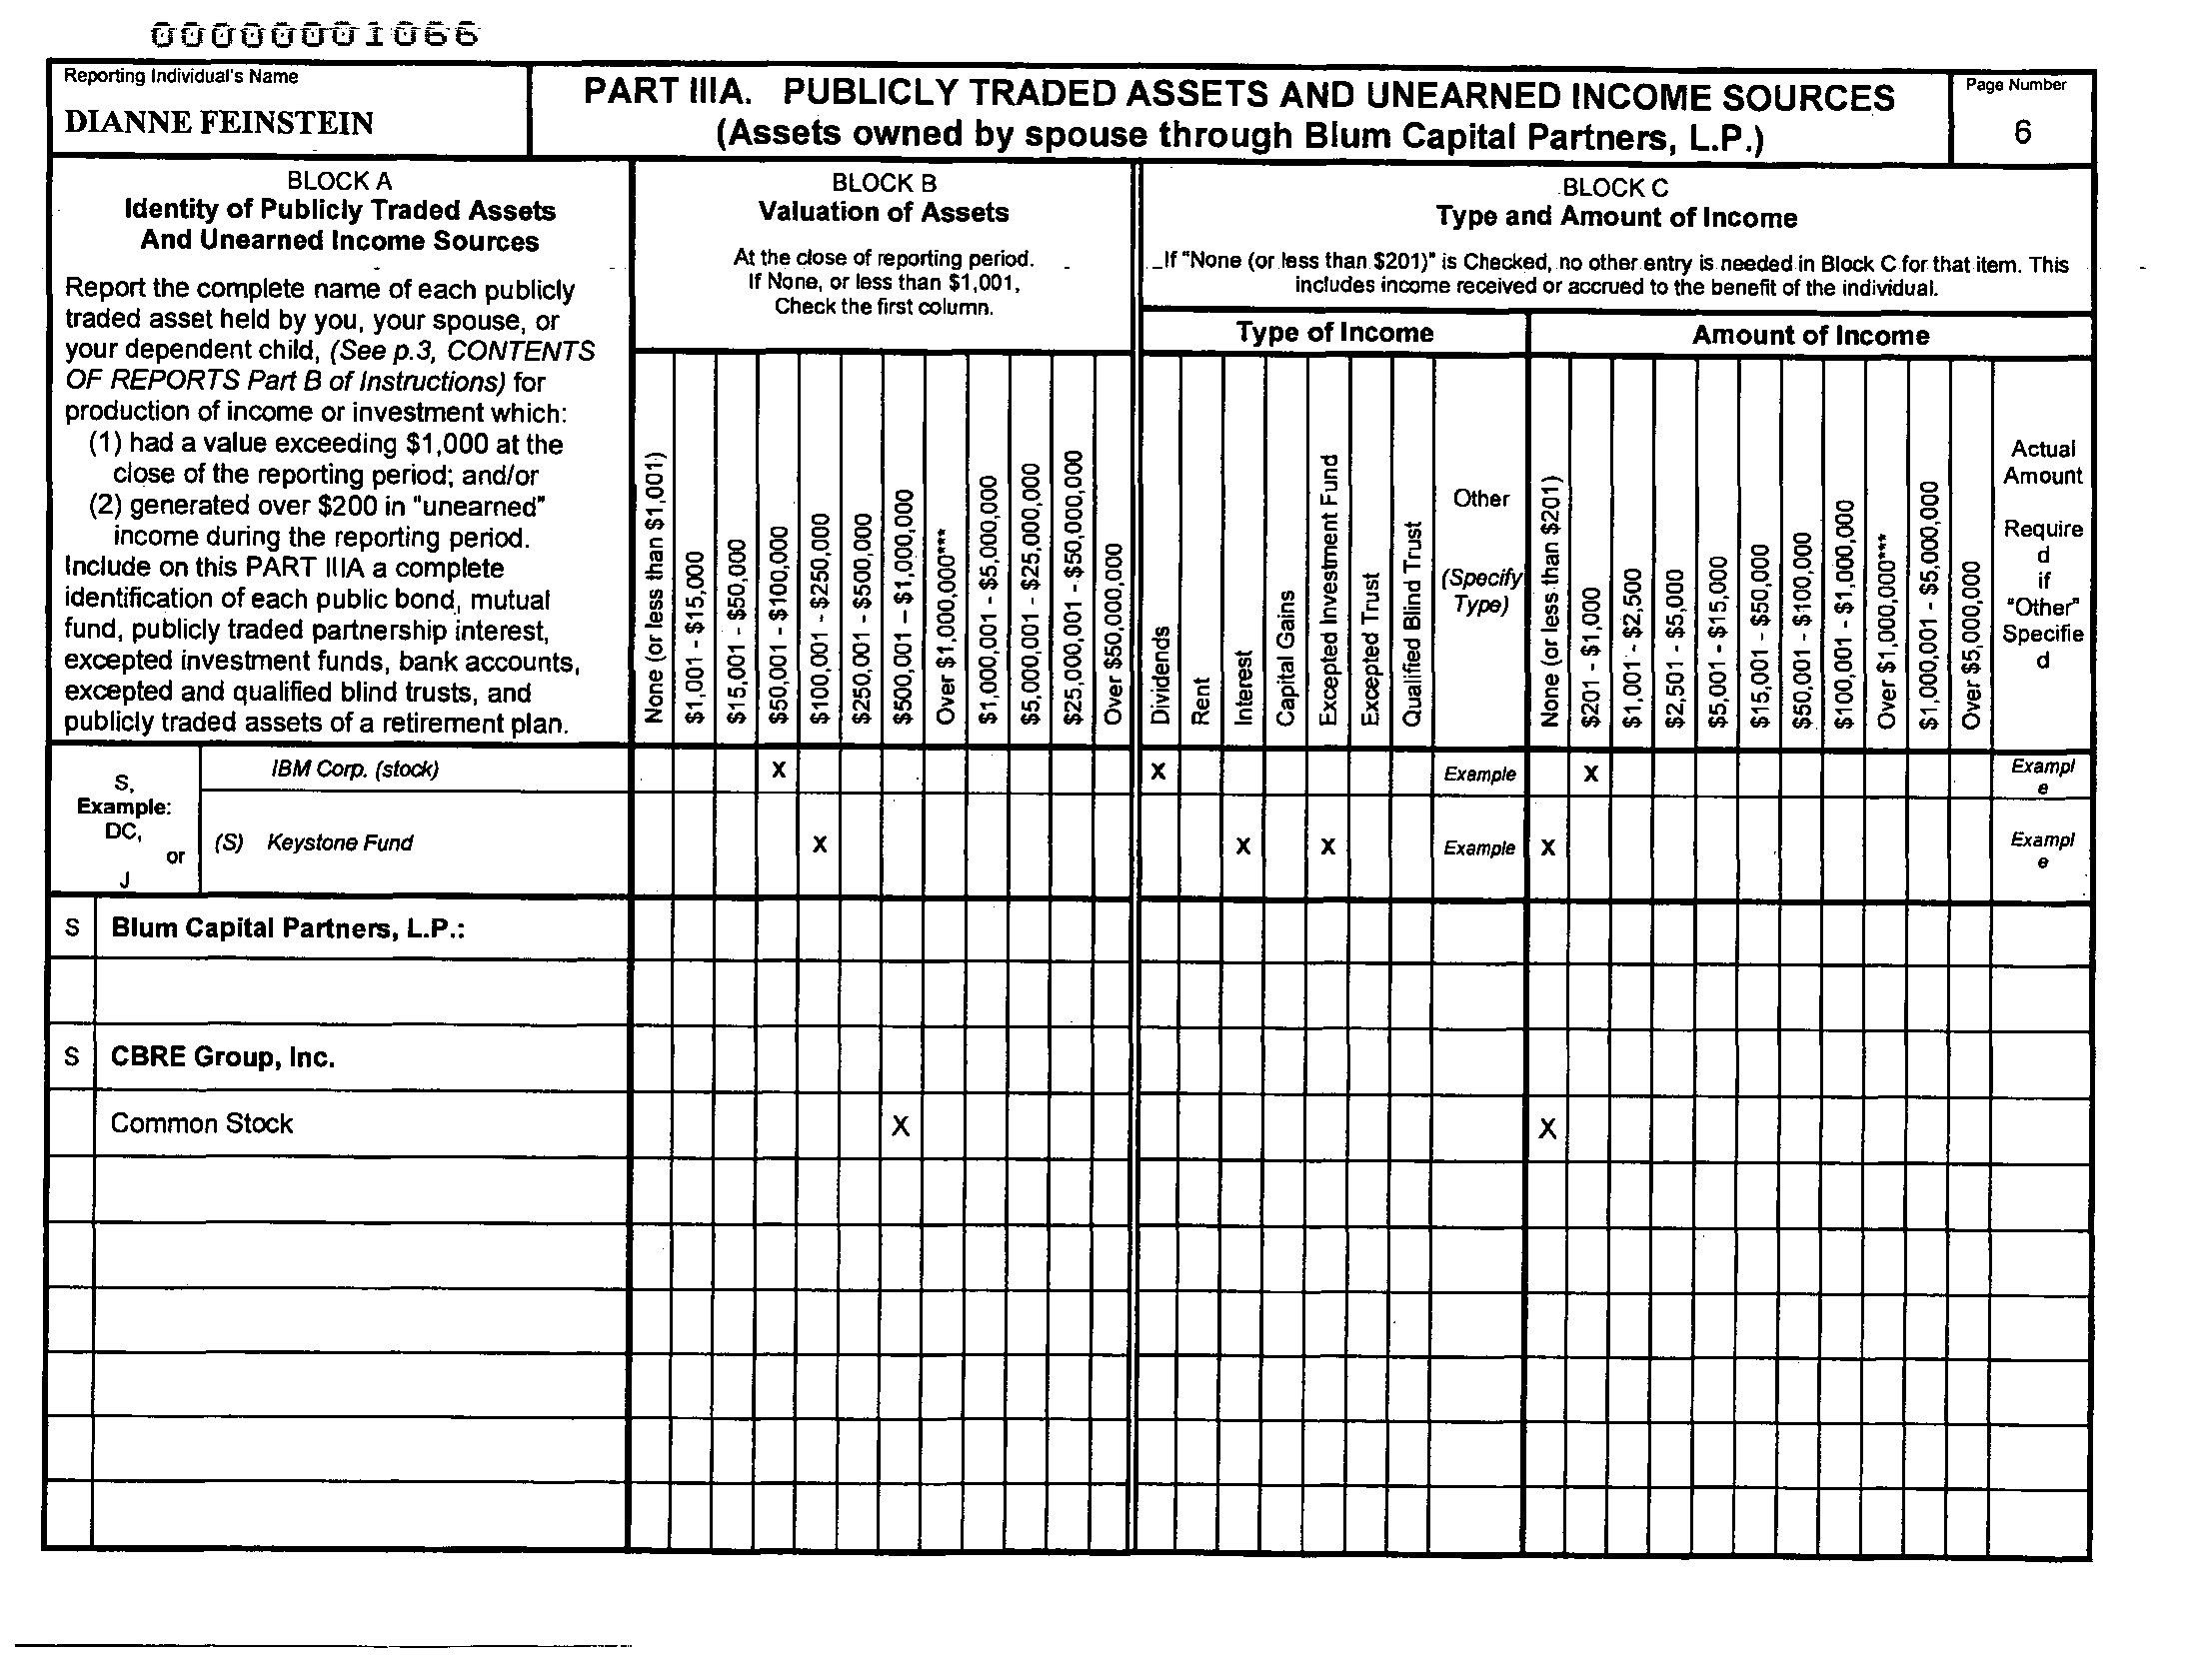 00000001066
Reporting Individual's Name
DIANNE FEINSTEIN
PART IIIA. PUBLICLY TRADED ASSETS AND UNEARNED INCOME SOURCES
(Assets owned by spouse through Blum Capital Partners, L.P.)
Page Number
6
BLOCK A
Identity of Publicly Traded Assets
And Unearned Income Sources
Report the complete name of each publicly
traded asset held by you, your spouse, or
your dependent child, (See p.3, CONTENTS
OF REPORTS Part B of Instructions) for
production of income or investment which:
(1) had a value exceeding $1,000 at the
close of the reporting period; and/or
(2) generated over $200 in "unearned"
income during the reporting period.
Include on this PART IIIA a complete
identification of each public bond, mutual
fund, publicly traded partnership interest,
excepted investment funds, bank accounts,
excepted and qualified blind trusts, and
publicly traded assets of a retirement plan.
BLOCK B
Valuation of Assets
At the close of reporting period.
If None, or less than $1,001,
Check the first column.
None (or less than $1,001)
$1,001 - $15,000
$15,001 - $50,000
$50,001 - $100,000
$100,001 - $250,000
$250,001 - $500,000
$500,001 – $1,000,000
Over $1,000,000***
$1,000,001 - $5,000,000
$5,000,001 - $25,000,000
$25,000,001 -$50,000,000
Over $50,000,000
BLOCK C
Type and Amount of Income
If "None (or less than $201)" is Checked, no other entry is needed in Block C for that item. This
includes income received or accrued to the benefit of the individual.
Type of Income
Dividends
Rent
Interest
Capital Gains
Excepted Investment Fund
Excepted Trust
Qualified Blind Trust
Other
(Specify
Type)
Amount of Income
None (or less than $201)
$201 - $1,000
$1,001 - $2,500
$2,501 - $5,000
$5,001 - $15,000
$15,001 - $50,000
$50,001 - $100,000
$100,001 - $1,000,000
Over $1,000,000***
$1,000,001 - $5,000,000
Over $5,000,000
Actual
Amount
Require
d
if
"Other"
Specifie
d
S,
Example:
DC,
or
J
IBM Corp. (stock) X X Example X Exampl
e
(S) Keystone Fund X X X Example X Exampl
e
S Blum Capital Partners, L.P.:
S CBRE Group, Inc.
Common Stock X X